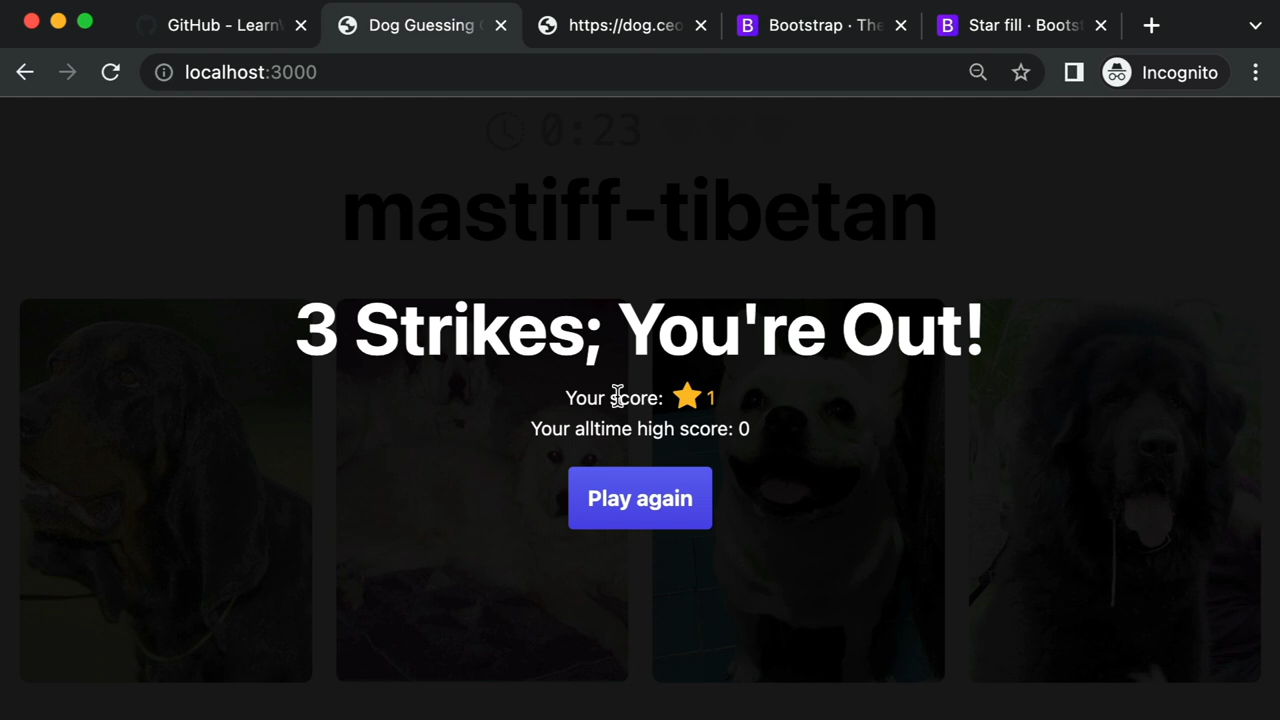 GitHub - Learn
Dog Guessing
https://dog.ceo
B Bootstrap · The
B Star fill · Boots
localhost:3000
Incognito
0:23
mastiff-tibetan
3 Strikes; You're Out!
Your score: 1
Your alltime high score: 0
Play again